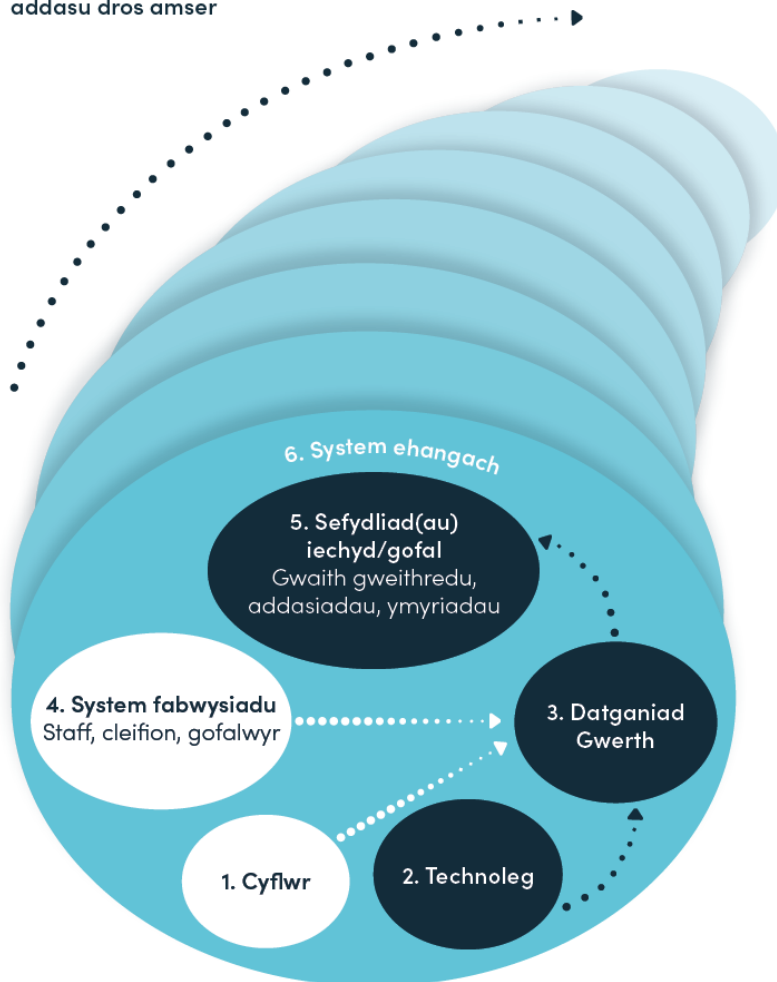 addasu dros amser
6. System ehangach
5. Sefydliad(au)
iechyd/gofal
Gwaith gweithredu,
addasiadau, ymyriadau
4. System fabwysiadu
Staff, cleifion, gofalwyr
3. Datganiad
Gwerth
1. Cyflwr
2. Technoleg